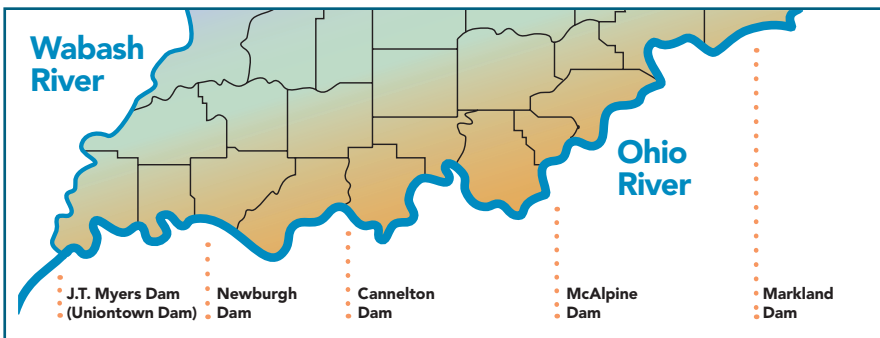 Wabash
River
Ohio
River
J.T. Myers Dam
(Uniontown Dam)
Newburgh
Dam
Cannelton
Dam
McAlpine
Dam
Markland
Dam